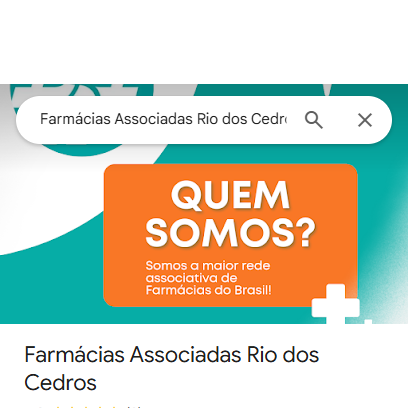 Farmácias Associadas Rio dos Cedr
QUEM
SOMOS?
Somos a maior rede
associativa de
Farmácias do Brasil!
Farmácias Associadas Rio dos
Cedros